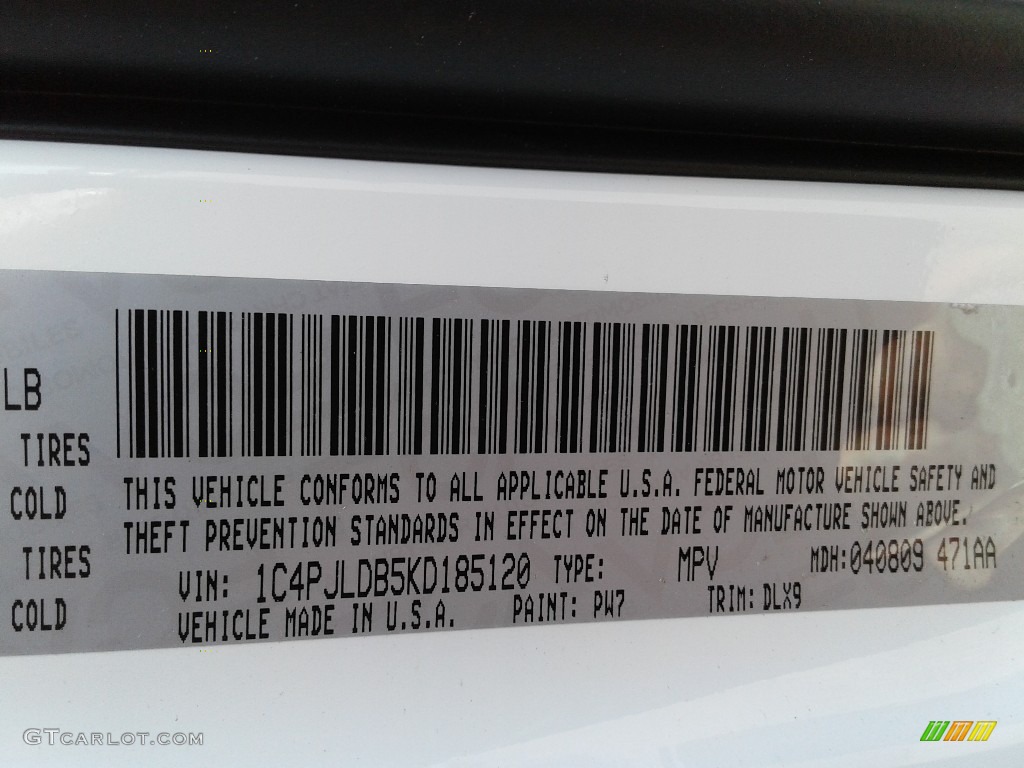 LB
TIRES
COLD
TIRES
COLD
THIS VEHICLE CONFORMS TO ALL APPLICABLE U.S.A. FEDERAL MOTOR VEHICLE SAFETY AND
THEFT PREVENTION STANDARDS IN EFFECT ON THE DATE OF MANUFACTURE SHOWN ABOVE.
VIN: 1C4PJLDB5KD185120 TYPE: MPV MDH:040809 471AA
VEHICLE MADE IN U.S.A. PAINT: PW7 TRIM: DLX9
GTCARLOT.COM